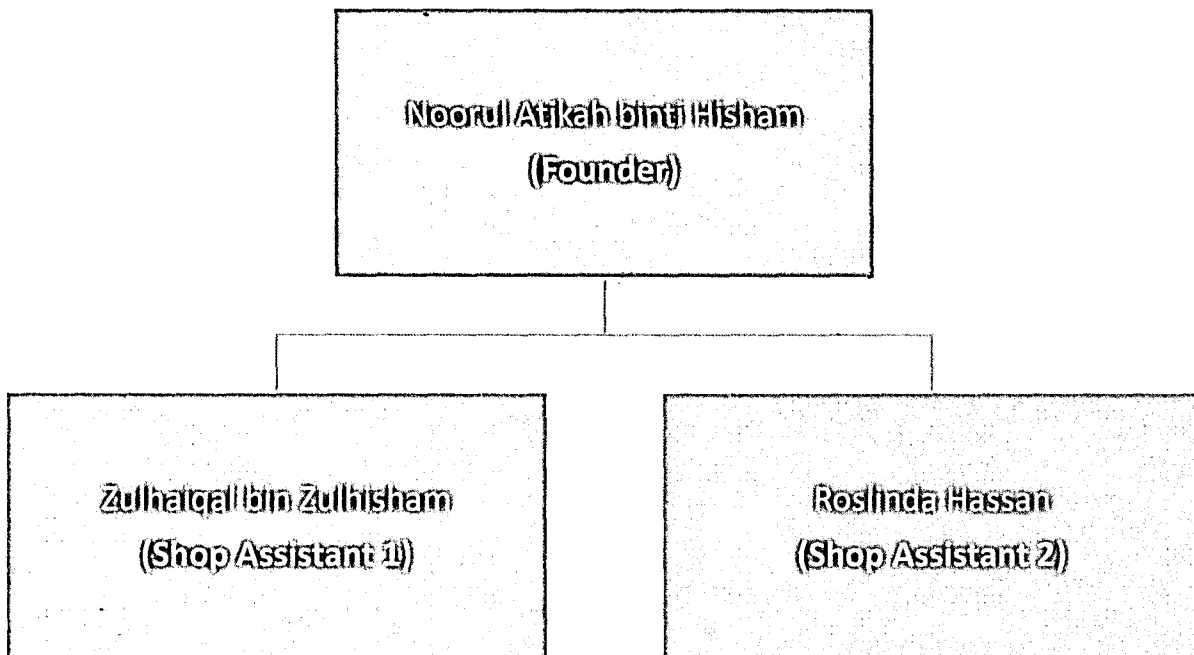 Noorul Atikah binti Hisham
(Founder)
Zulhaiqal bin Zulhisham
(Shop Assistant 1)
Roslinda Hassan
(Shop Assistant 2)